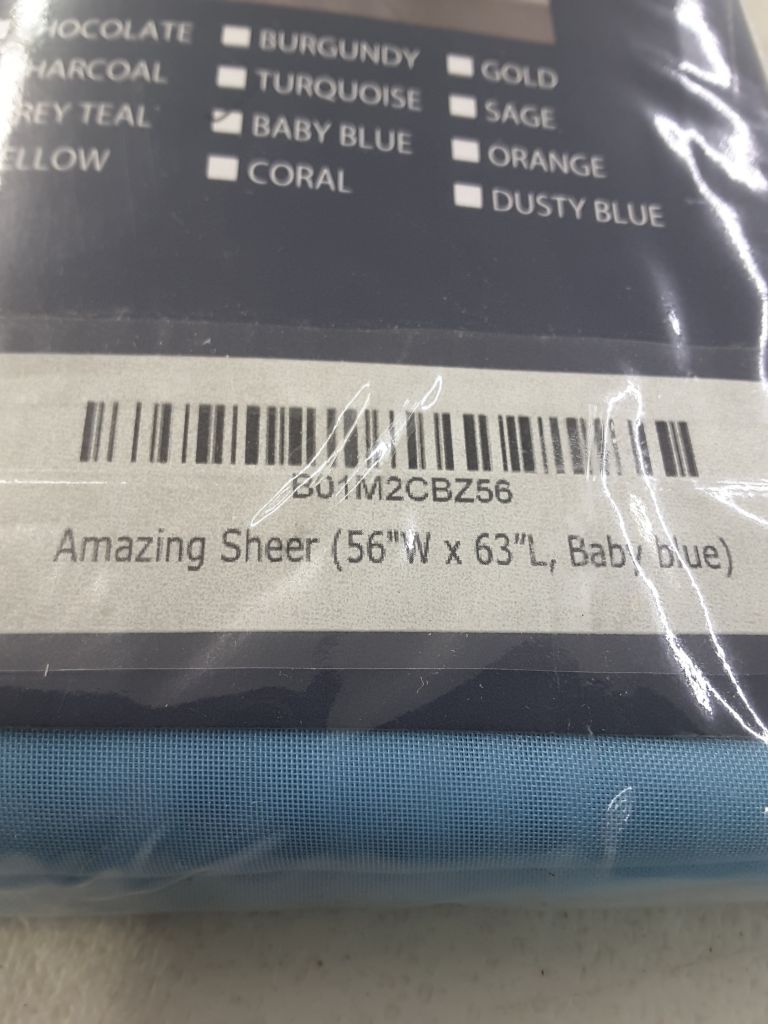 HOCOLATE BURGUNDY GOLD
HARCOAL TURQUOISE SAGE
REY TEAL BABY BLUE ORANGE
ELLOW CORAL DUSTY BLUE
B01M2CBZ56
Amazing Sheer (56"W x 63"L, Baby blue)